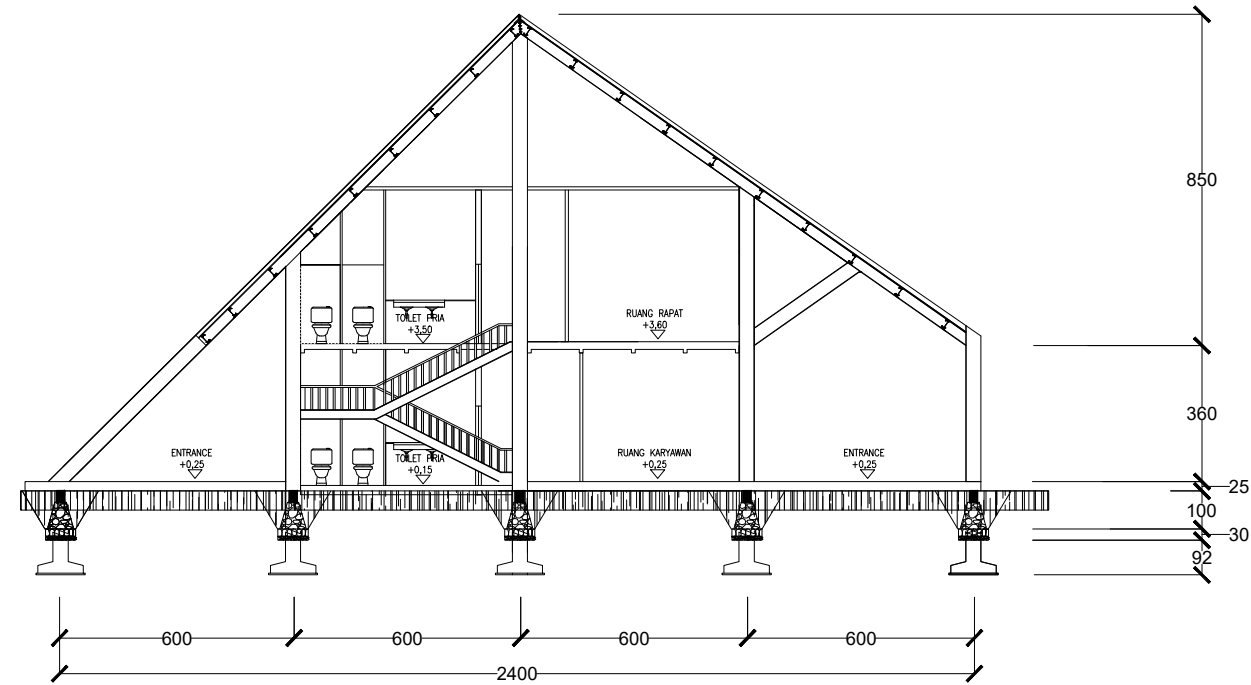 850
TOILET PRIA
+3,50
RUANG RAPAT
+3,60
360
ENTRANCE
+0,25
TOILET PRIA
+0,15
RUANG KARYAWAN
+0,25
ENTRANCE
+0,25
25
100
30
92
600
600
600
600
2400